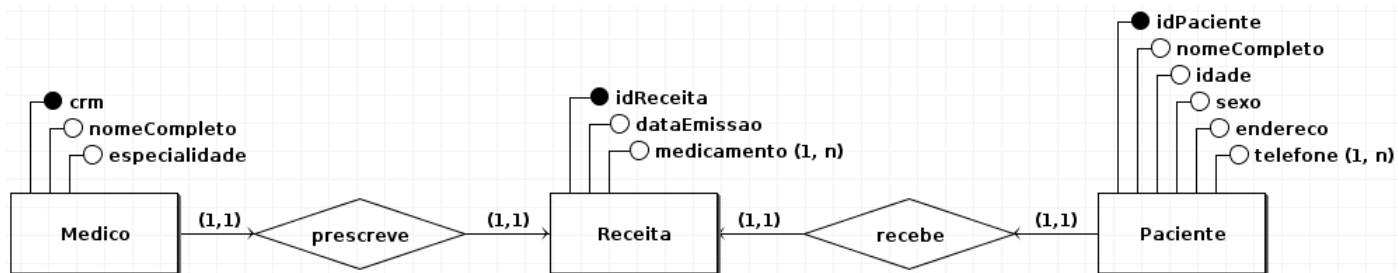 crm
nomeCompleto
especialidade
Medico
(1,1)
prescreve
(1,1)
idReceita
dataEmissao
medicamento (1, n)
Receita
(1,1)
recebe
(1,1)
idPaciente
nomeCompleto
idade
sexo
endereco
telefone (1, n)
Paciente